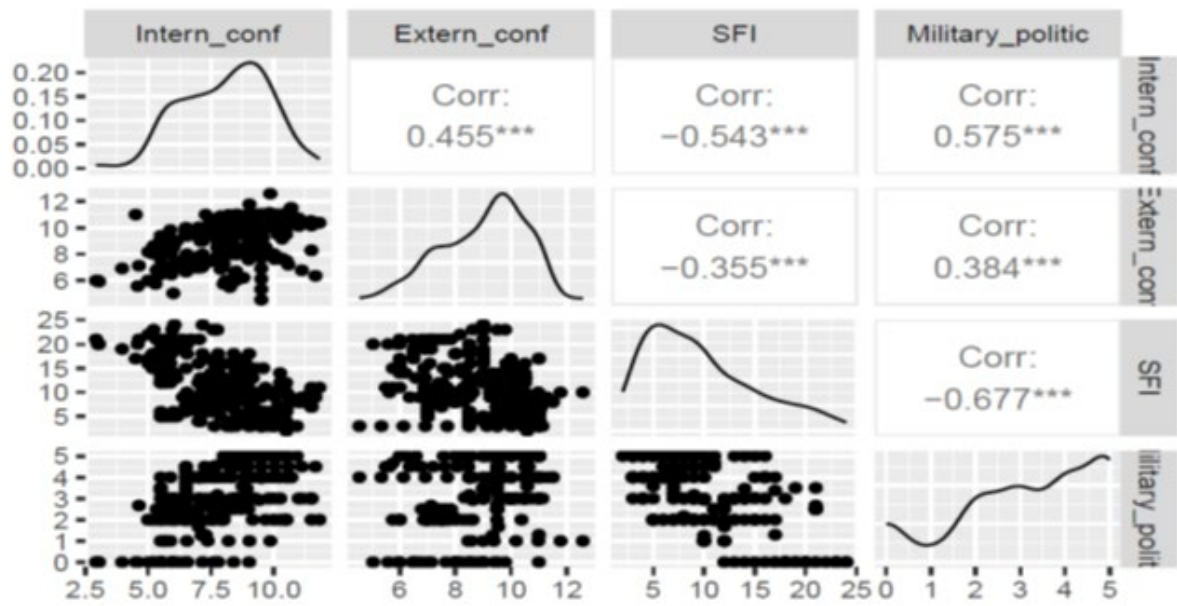 Intern_conf Extern_conf SFI Military_politic
0.20
0.15
0.10
0.05
0.00
Corr:
0.455***
Corr:
−0.543***
Corr:
0.575***
Intern_conf
12
10
8
6
Corr:
−0.355***
Corr:
0.384***
Extern_con
25
20
15
10
5
Corr:
−0.677***
SFI
5
4
3
2
1
0
ilitary_polit
2.5 5.0 7.5 10.0 6 8 10 12 5 10 15 20 25 0 1 2 3 4 5